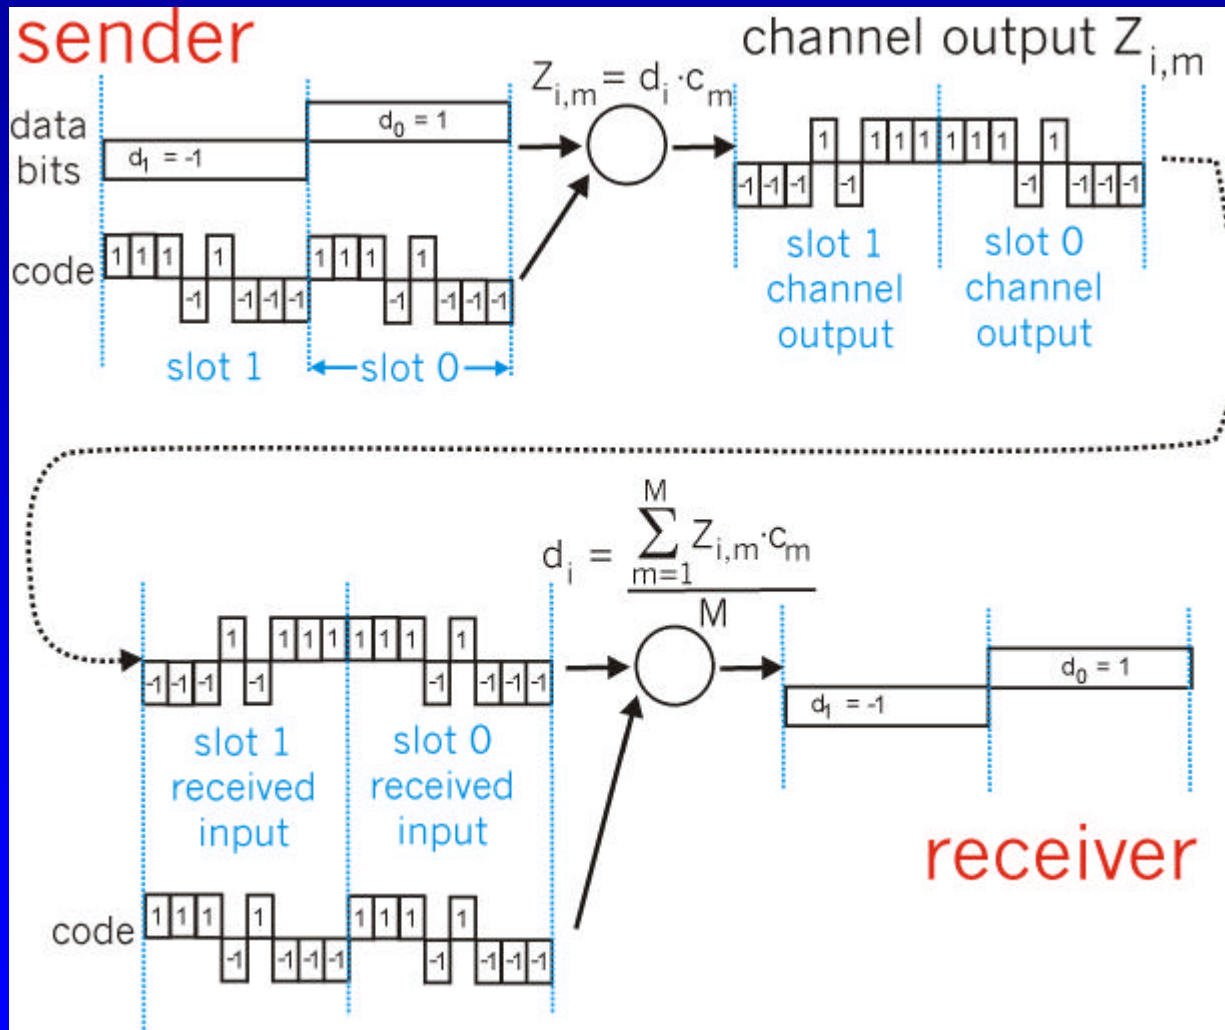 sender
channel output Z_{i,m}
Z_{i,m} = d_i · c_m
data
bits
d_0 = 1
d_1 = -1
1 1 1 1 1 1 1 1
-1 -1 -1 -1 -1 -1 -1 -1
code
1 1 1 1 1 1 1 1
-1 -1 -1 -1 -1 -1 -1 -1
slot 1
slot 0
slot 1
channel
output
slot 0
channel
output
d_i = \frac{\sum_{m=1}^{M} Z_{i,m} · c_m}{M}
1 1 1 1 1 1 1 1
-1 -1 -1 -1 -1 -1 -1 -1
d_0 = 1
d_1 = -1
slot 1
received
input
slot 0
received
input
receiver
code
1 1 1 1 1 1 1 1
-1 -1 -1 -1 -1 -1 -1 -1